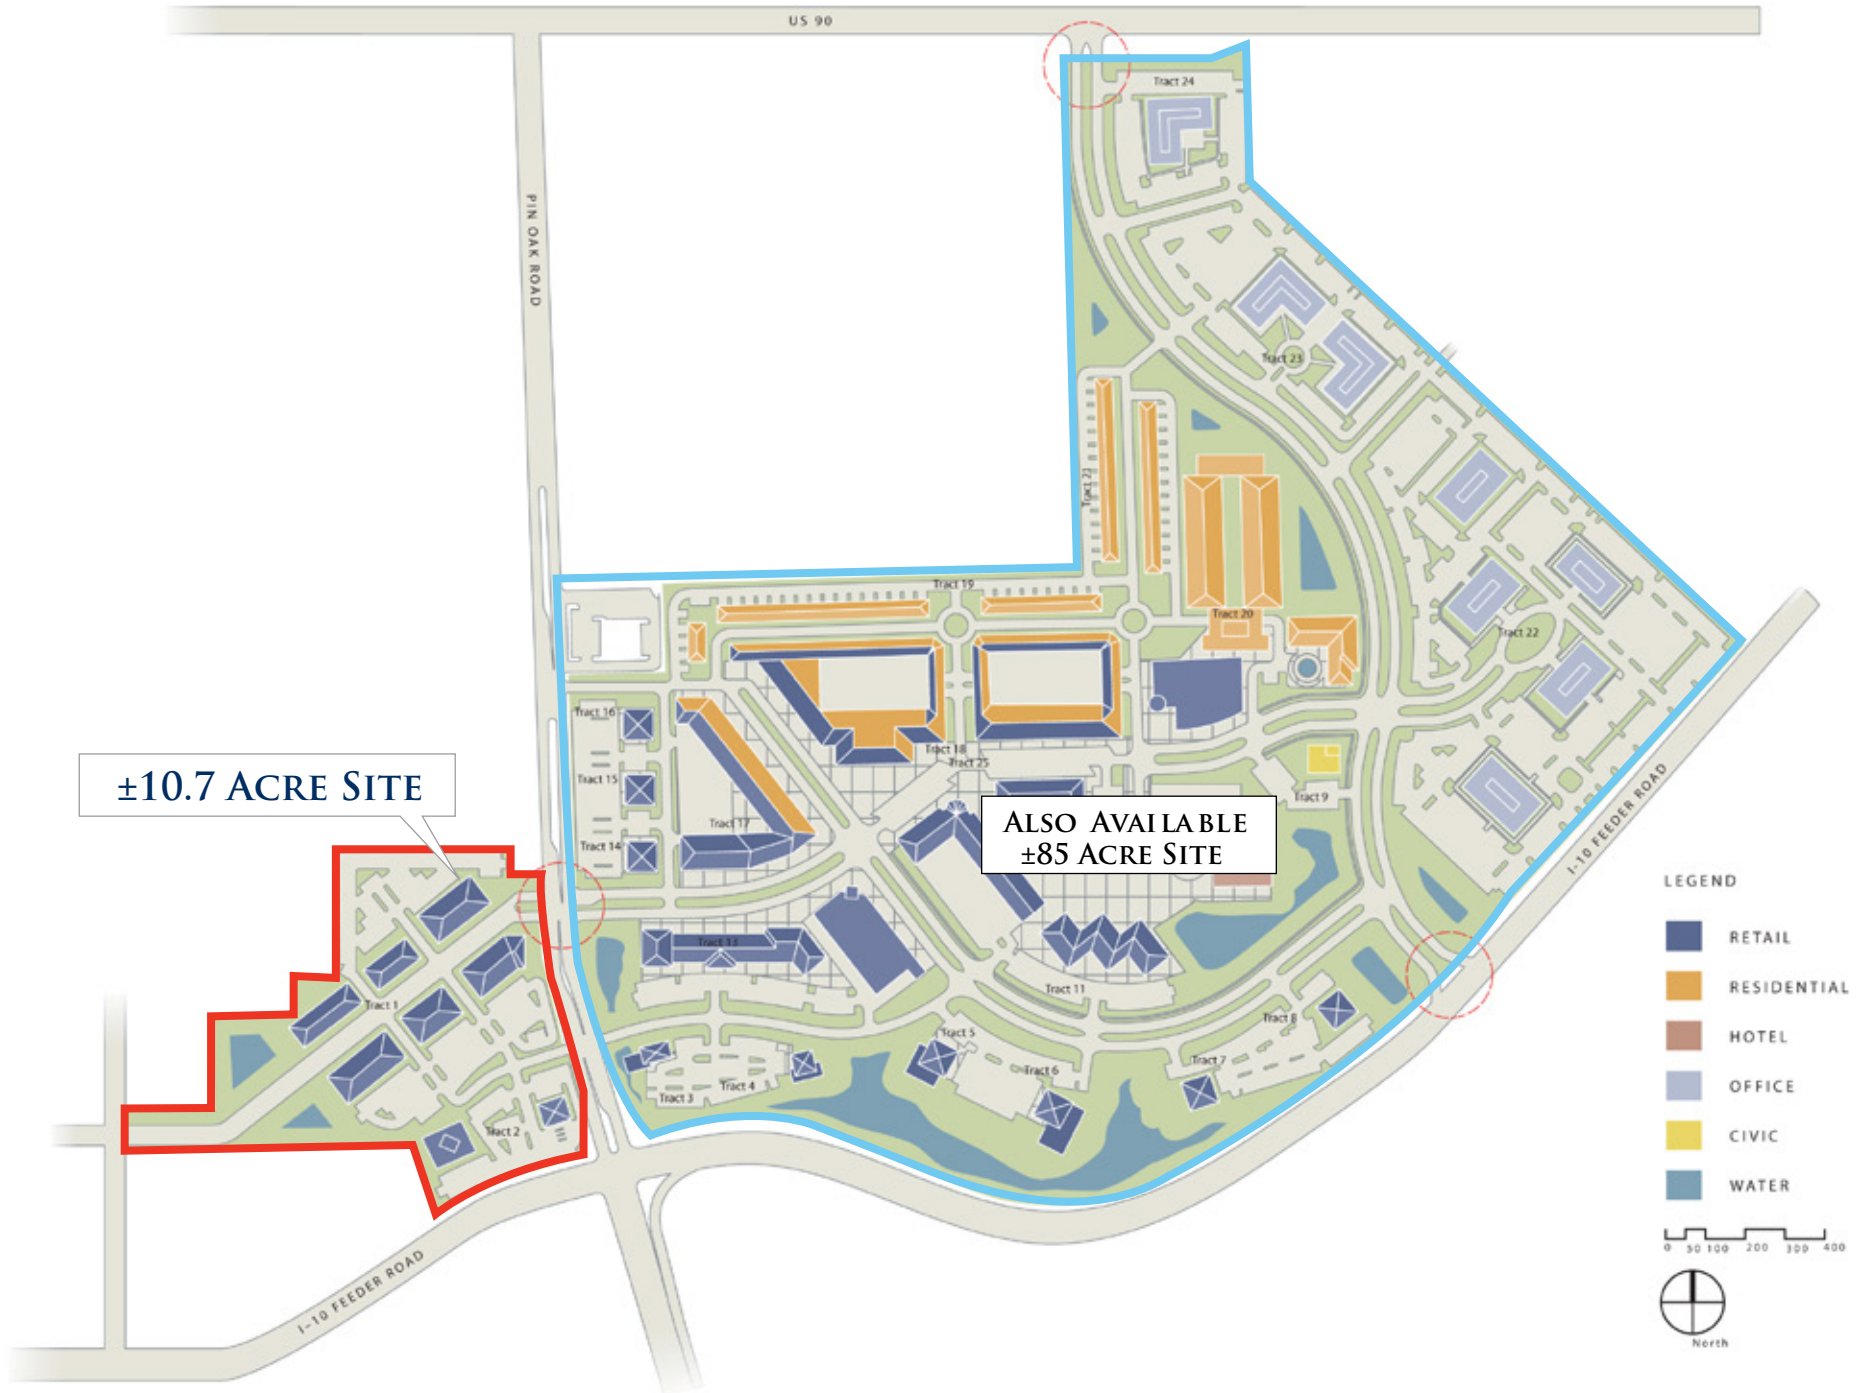 US 90
Tract 24
PIN OAK ROAD
Tract 23
Tract 21
Tract 19
Tract 20
Tract 22
Tract 16
Tract 18
Tract 25
±10.7 ACRE SITE
Tract 15
Tract 9
I-10 FEEDER ROAD
ALSO AVAILABLE
±85 ACRE SITE
Tract 17
Tract 14
LEGEND
RETAIL
RESIDENTIAL
HOTEL
OFFICE
CIVIC
WATER
0 50 100 200 300 400
North
Tract 13
Tract 11
Tract 1
Tract 8
Tract 5
Tract 7
Tract 6
Tract 4
Tract 3
Tract 2
I-10 FEEDER ROAD